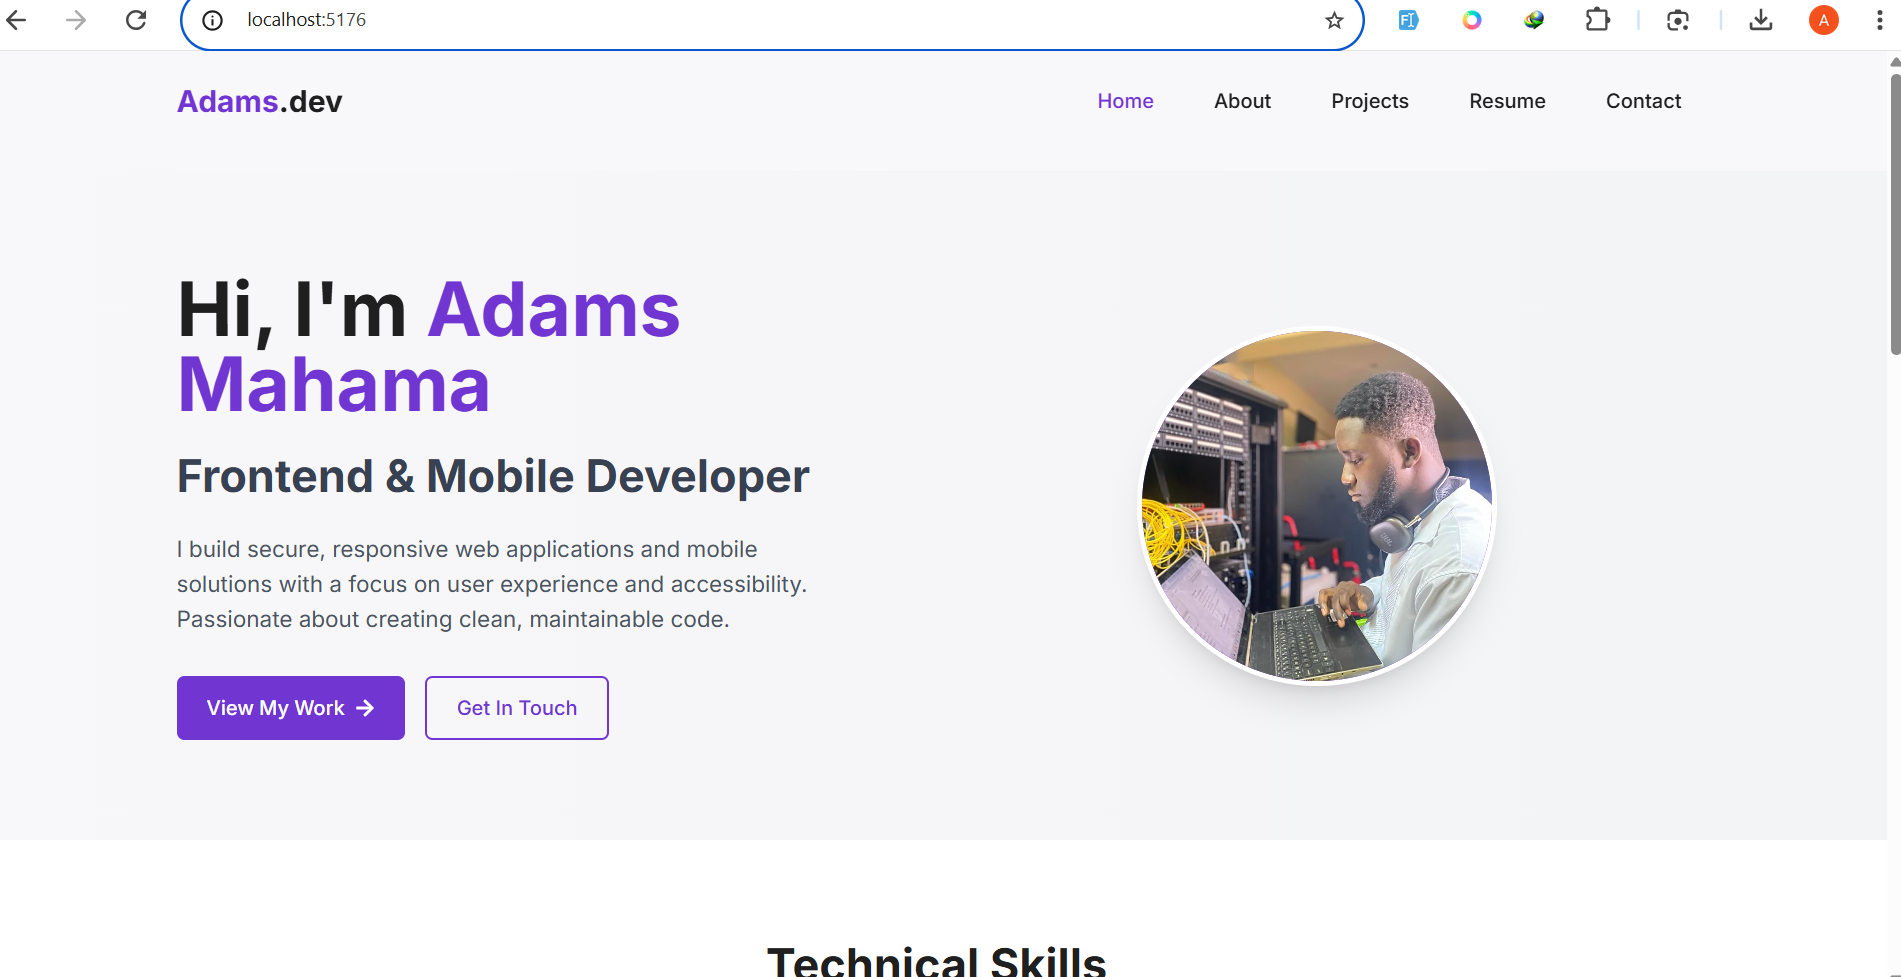 localhost:5176
A
Adams.dev
Home About Projects Resume Contact
Hi, I'm Adams
Mahama
Frontend & Mobile Developer
I build secure, responsive web applications and mobile
solutions with a focus on user experience and accessibility.
Passionate about creating clean, maintainable code.
View My Work → Get In Touch
JBL
Technical Skills